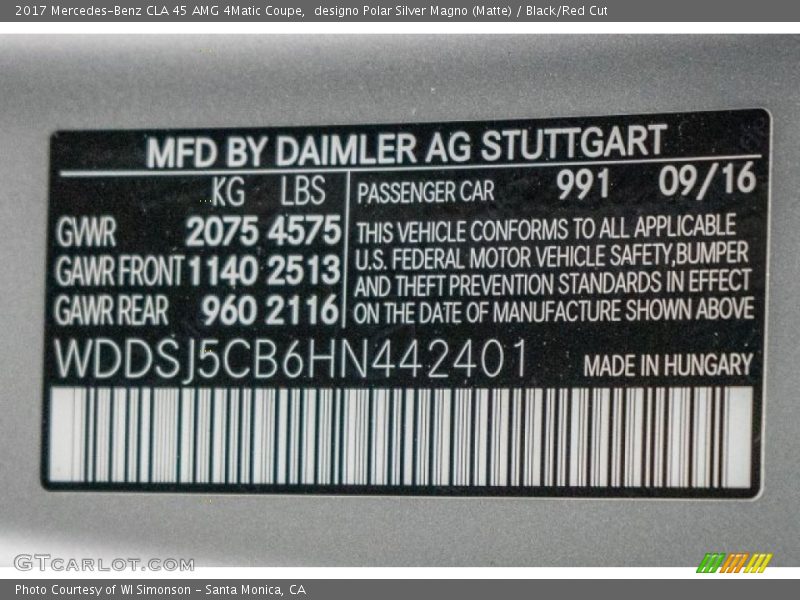 2017 Mercedes-Benz CLA 45 AMG 4Matic Coupe, designo Polar Silver Magno (Matte) / Black/Red Cut
MFD BY DAIMLER AG STUTTGART
KG LBS
GWR 2075 4575
GAWR FRONT 1140 2513
GAWR REAR 960 2116
PASSENGER CAR 991 09/16
THIS VEHICLE CONFORMS TO ALL APPLICABLE
U.S. FEDERAL MOTOR VEHICLE SAFETY,BUMPER
AND THEFT PREVENTION STANDARDS IN EFFECT
ON THE DATE OF MANUFACTURE SHOWN ABOVE
WDDSJ5CB6HN442401 MADE IN HUNGARY
GTCARLOT.COM
Photo Courtesy of WI Simonson - Santa Monica, CA